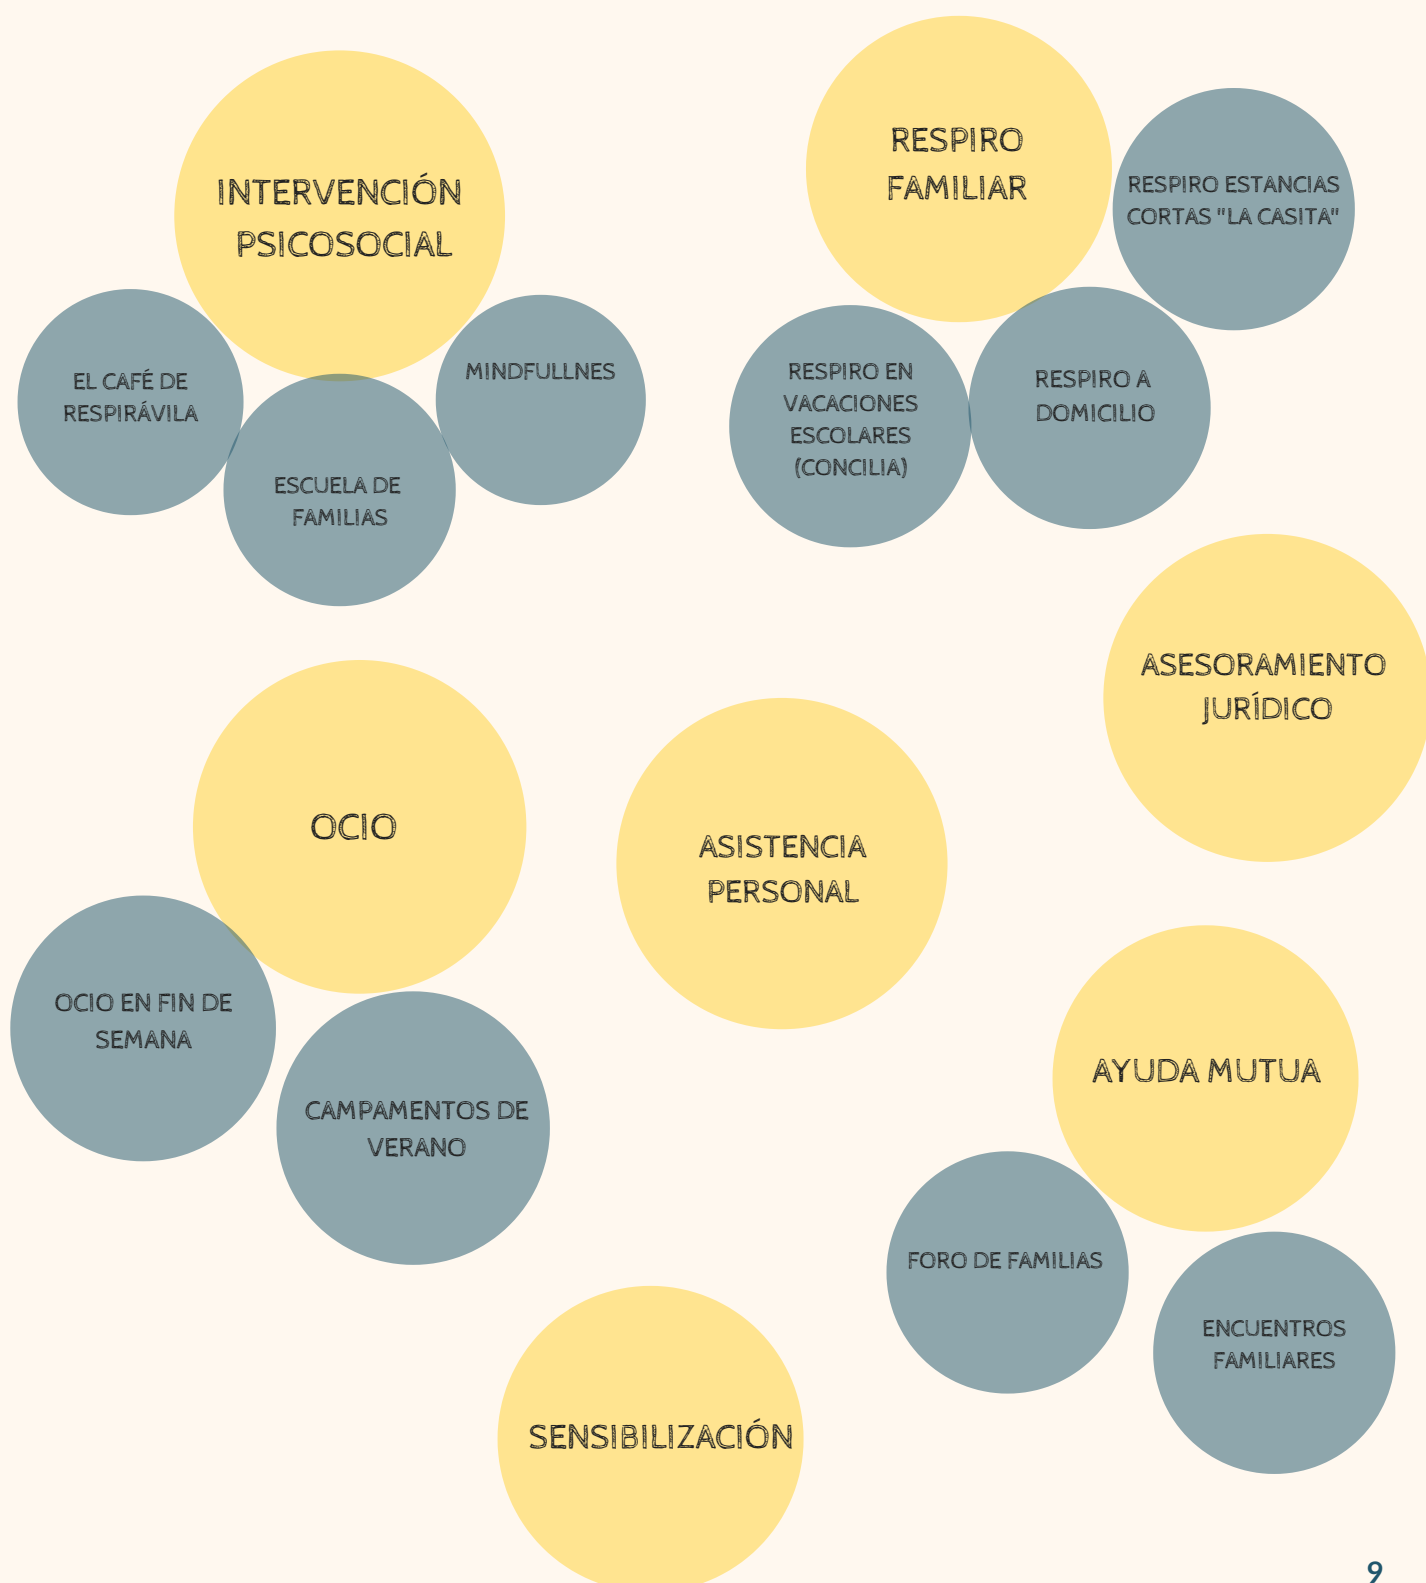 INTERVENCIÓN
PSICOSOCIAL
EL CAFÉ DE
RESPIRÁVILA
ESCUELA DE
FAMILIAS
MINDFULLNES
RESPIRO
FAMILIAR
RESPIRO ESTANCIAS
CORTAS "LA CASITA"
RESPIRO EN
VACACIONES
ESCOLARES
(CONCILIA)
RESPIRO A
DOMICILIO
ASESORAMIENTO
JURÍDICO
OCIO
OCIO EN FIN DE
SEMANA
CAMPAMENTOS DE
VERANO
ASISTENCIA
PERSONAL
AYUDA MUTUA
FORO DE FAMILIAS
ENCUENTROS
FAMILIARES
SENSIBILIZACIÓN
9